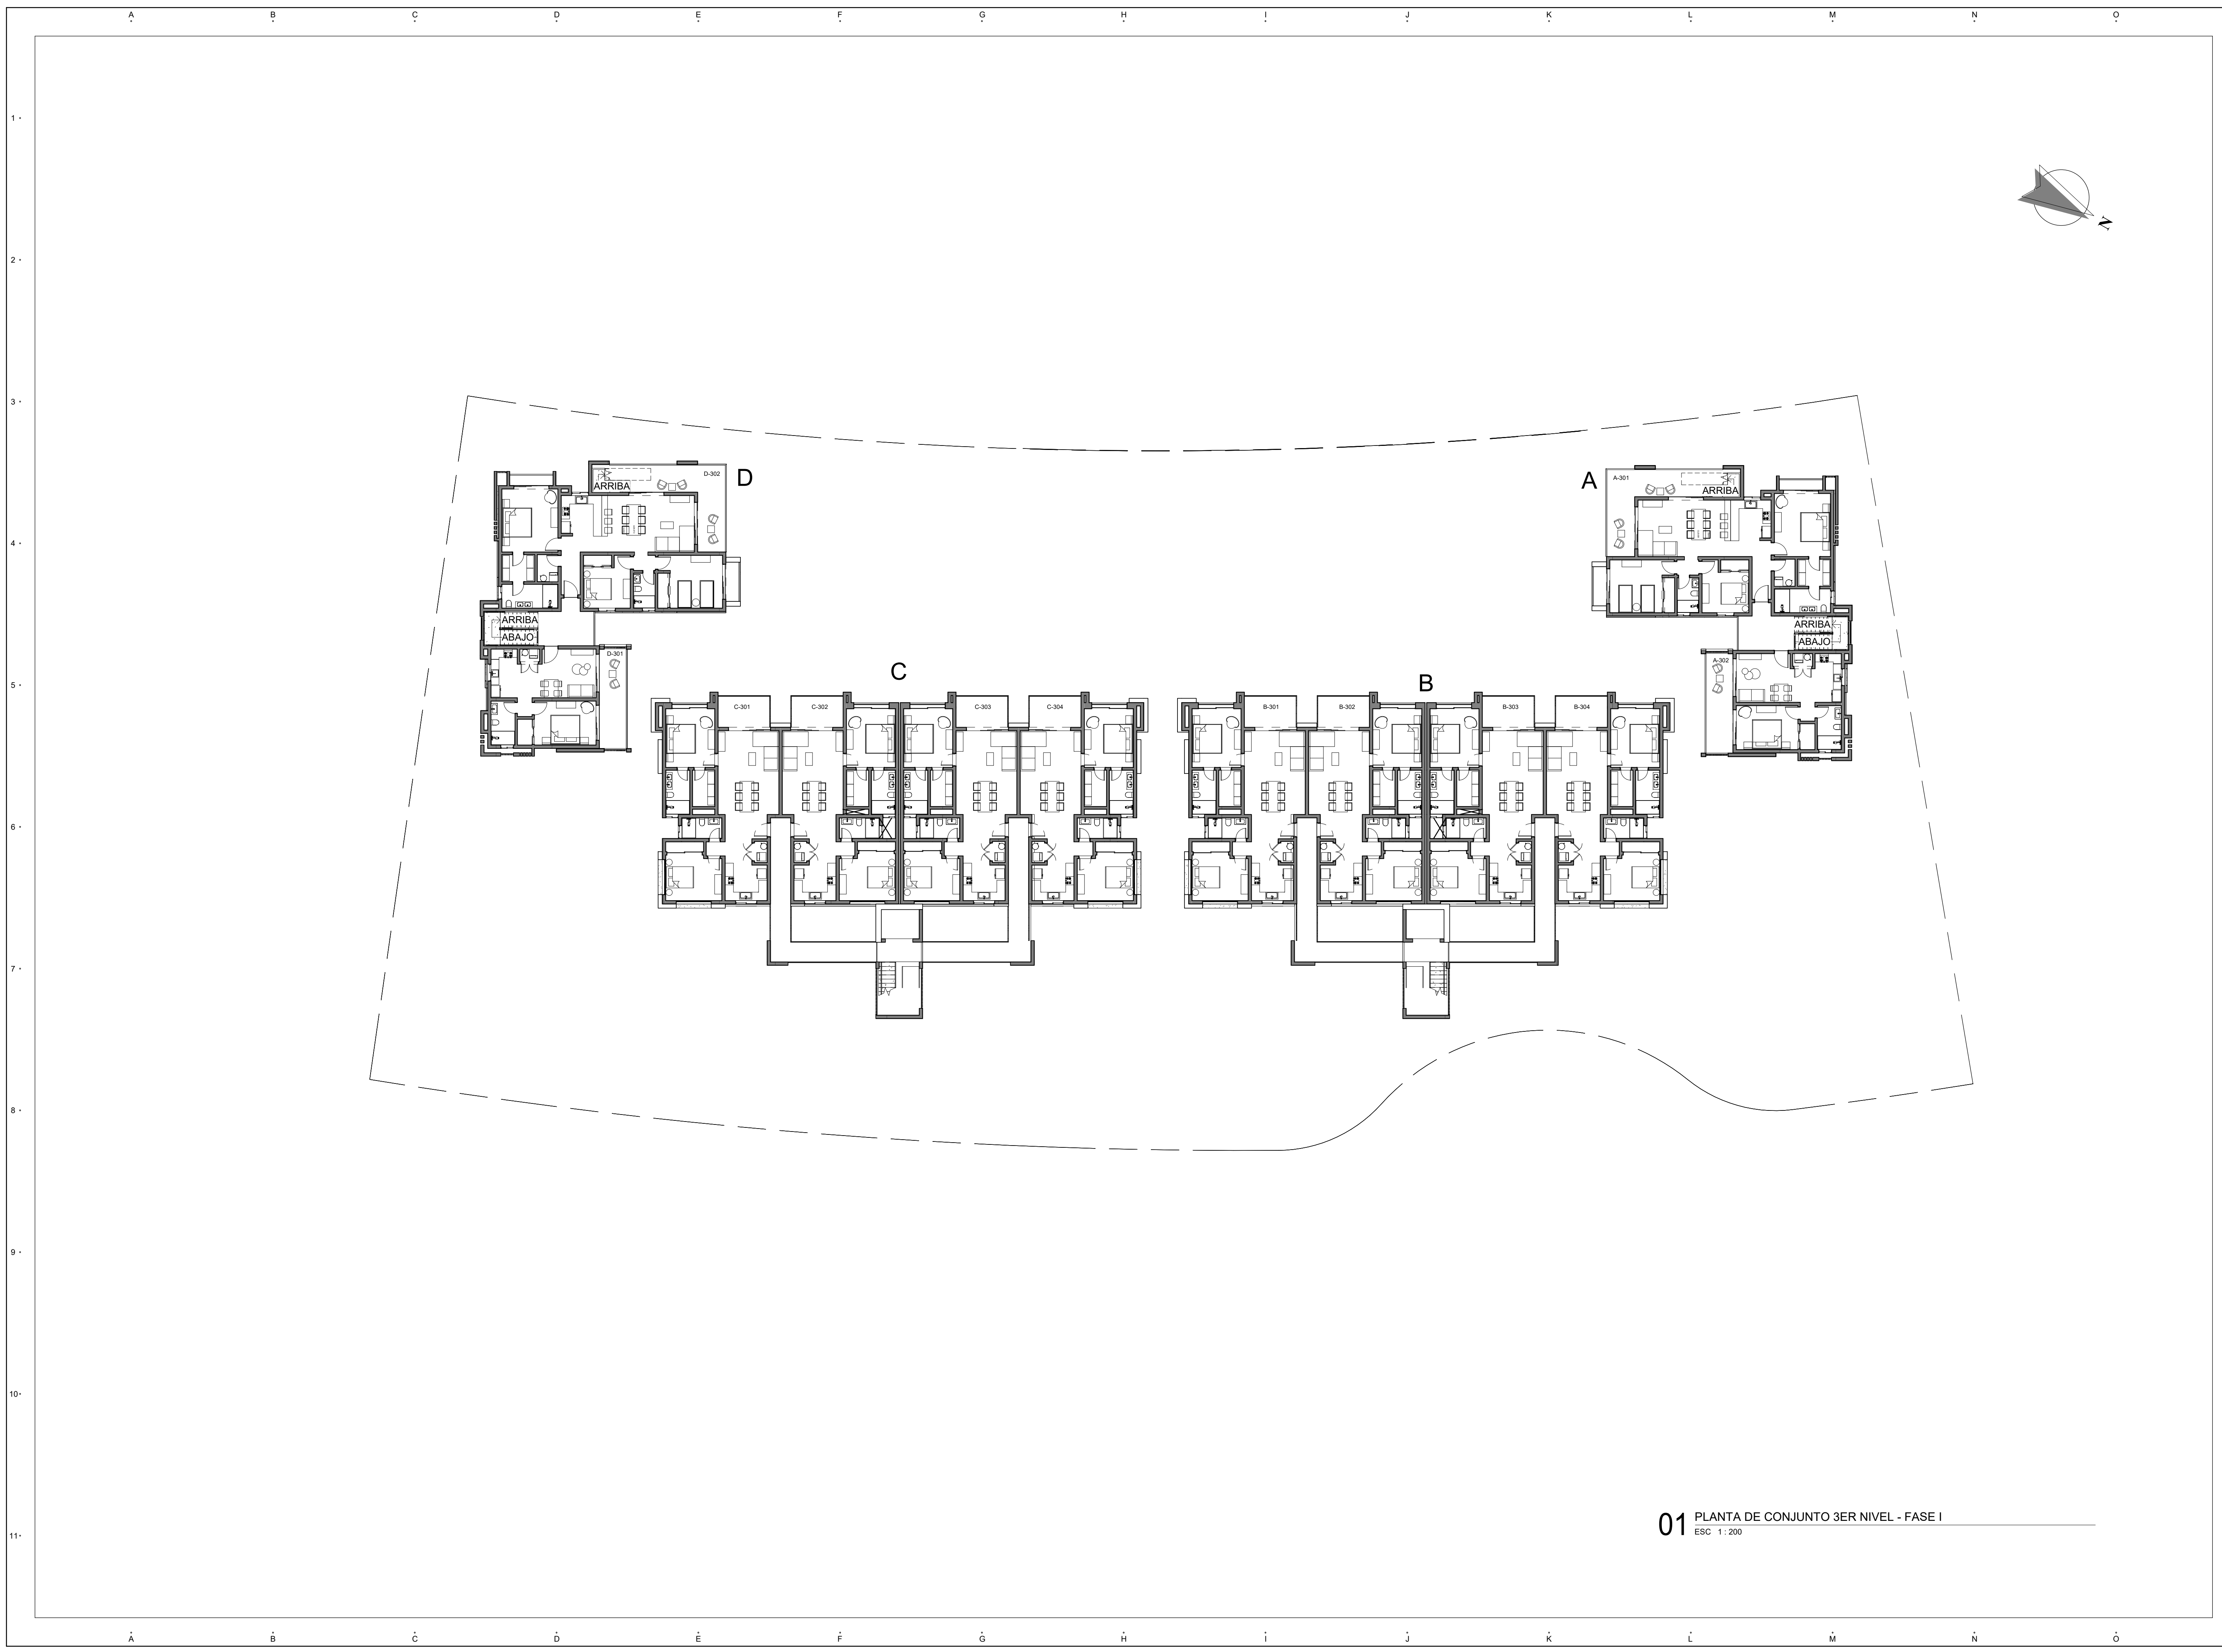 A B C D E F G H I J K L M N O
1
2
N
3
D-302
D
ARRIBA
A
A-301
ARRIBA
4
ARRIBA
ABAJO
ARRIBA
ABAJO
D-301
A-302
5
C
B
C-301 C-302 C-303 C-304
B-301 B-302 B-303 B-304
6
7
8
9
10
11
01 PLANTA DE CONJUNTO 3ER NIVEL - FASE I
ESC 1 : 200
A B C D E F G H I J K L M N O